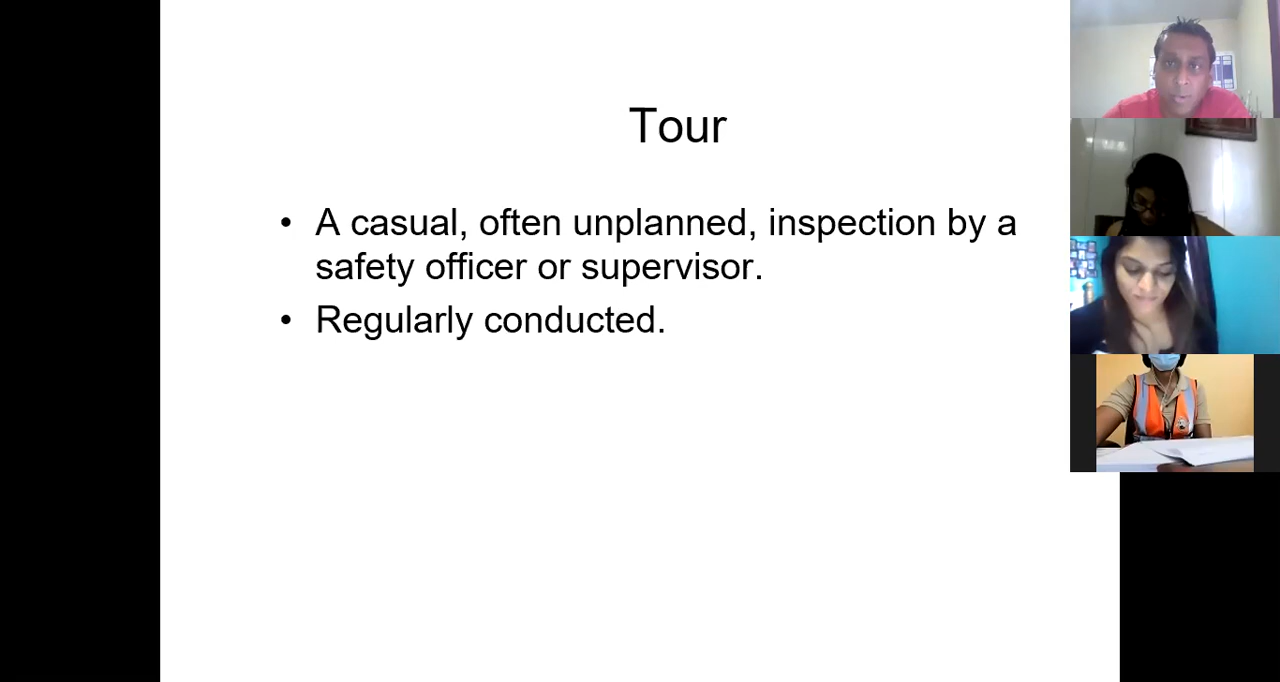 Tour
• A casual, often unplanned, inspection by a
safety officer or supervisor.
• Regularly conducted.